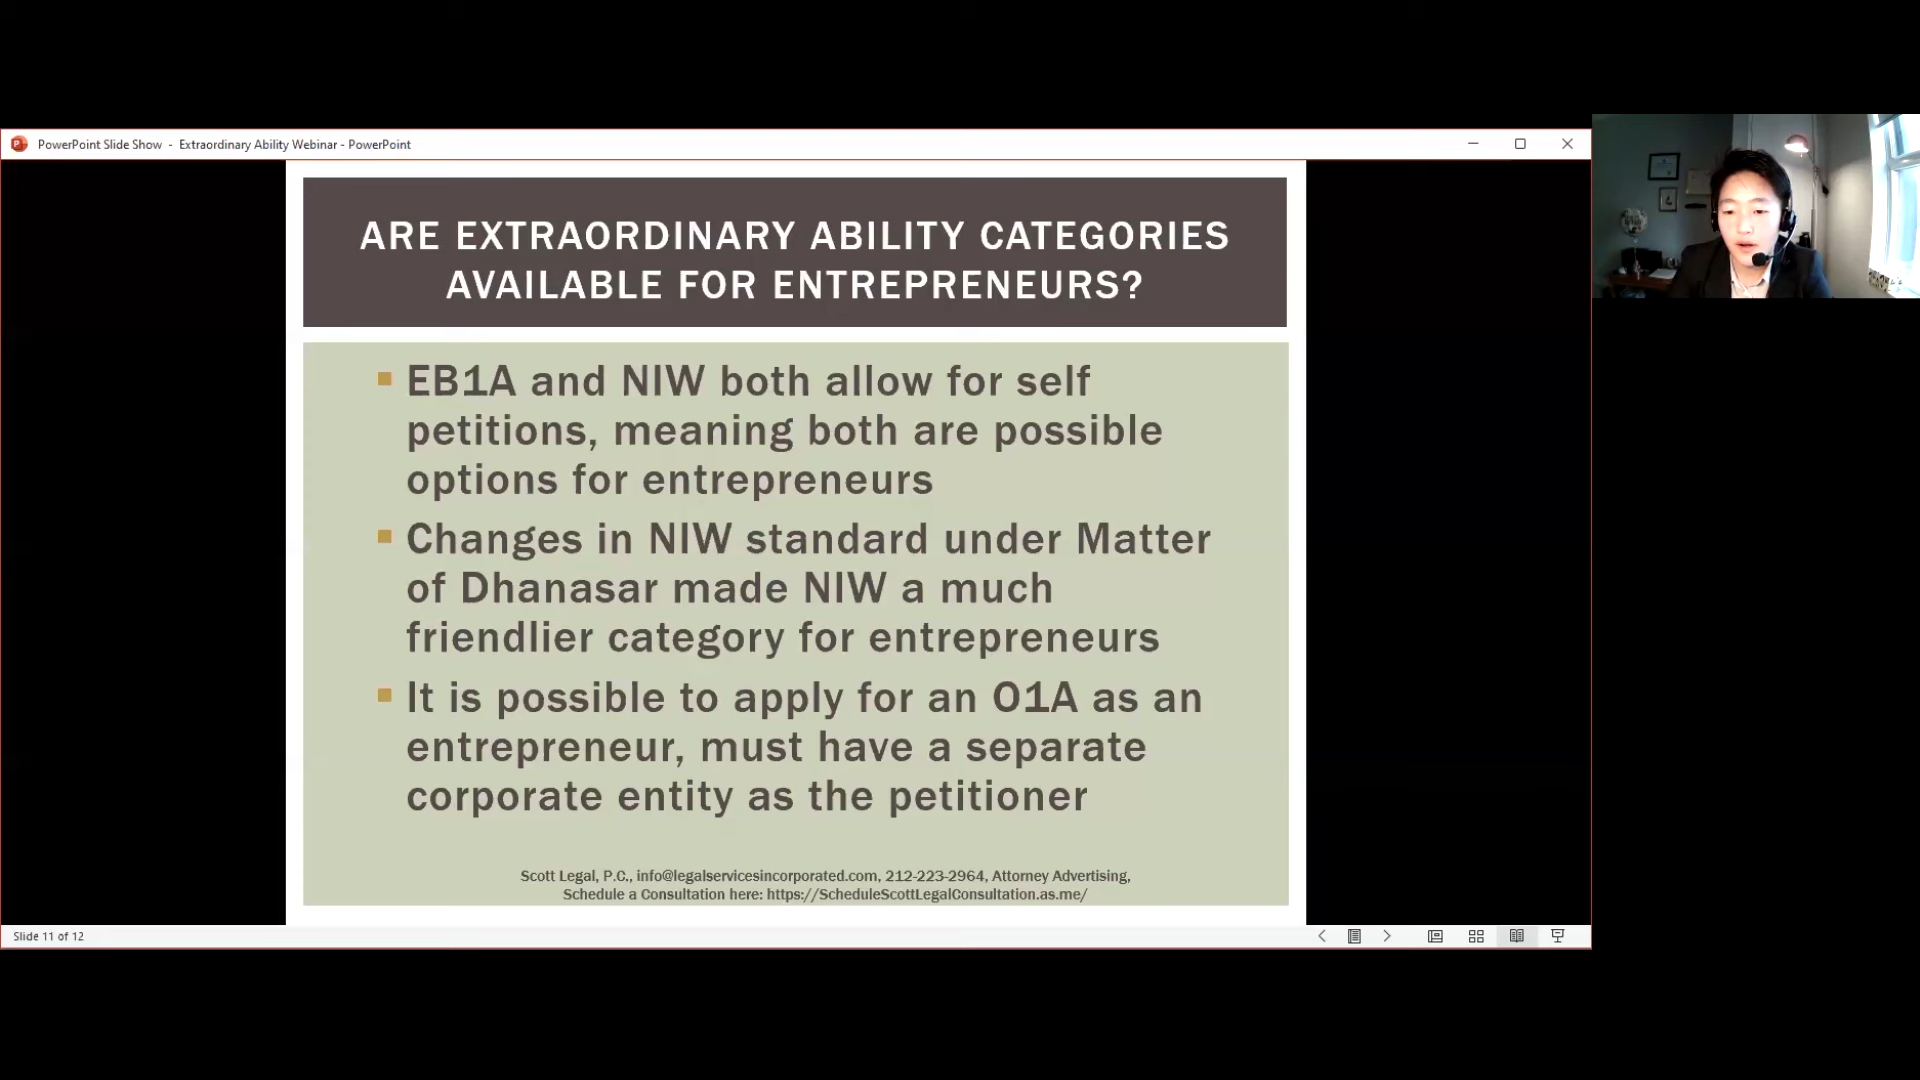 PowerPoint Slide Show - Extraordinary Ability Webinar - PowerPoint
ARE EXTRAORDINARY ABILITY CATEGORIES
AVAILABLE FOR ENTREPRENEURS?
EB1A and NIW both allow for self
petitions, meaning both are possible
options for entrepreneurs
Changes in NIW standard under Matter
of Dhanasar made NIW a much
friendlier category for entrepreneurs
It is possible to apply for an O1A as an
entrepreneur, must have a separate
corporate entity as the petitioner
Scott Legal, P.C., info@legalservicesincorporated.com, 212-223-2964, Attorney Advertising,
Schedule a Consultation here: https://ScheduleScottLegalConsultation.as.me/
Slide 11 of 12